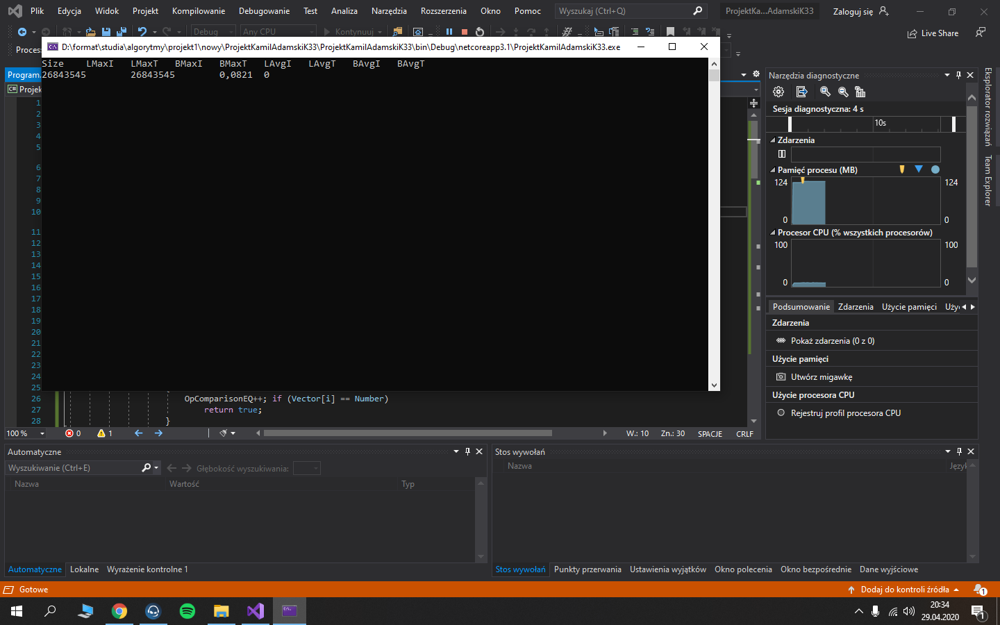 Plik Edycja Widok Projekt Kompilowanie Debugowanie Test Analiza Narzędzia Rozszerzenia Okno Pomoc Wyszukaj (Ctrl+Q) ProjektKa...AdamskiK33 Zaloguj się
Debug Any CPU Kontynuuj Live Share
Proces
D:\format\studia\algorytmy\projekt1\nowy\ProjektKamilAdamskiK33\ProjektKamilAdamskiK33\bin\Debug\netcoreapp3.1\ProjektKamilAdamskiK33.exe
Size LMaxI LMaxT BMaxI BMaxT LAvgI LAvgT BAvgI BAvgT
26843545 26843545 0,0821 0
Program.
C# Projek
1
2
3
4
5
6
7
8
9
10
11
12
13
14
15
16
17
18
19
20
21
22
23
24
25
26 OpComparisonEQ++; if (Vector[i] == Number)
27 return true;
28 }
100 % 0 1 W.: 10 Zn.: 30 SPACJE CRLF
Narzędzia diagnostyczne
Sesja diagnostyczna: 4 s
10s
Zdarzenia
Pamięć procesu (MB)
124 124
0 0
Procesor CPU (% wszystkich procesorów)
100 100
0 0
Podsumowanie Zdarzenia Użycie pamięci Użyc
Zdarzenia
Pokaż zdarzenia (0 z 0)
Użycie pamięci
Utwórz migawkę
Użycie procesora CPU
Rejestruj profil procesora CPU
Eksplorator rozwiązań
Team Explorer
Automatyczne
Wyszukiwanie (Ctrl+E) Głębokość wyszukiwania:
Nazwa Wartość Typ
Automatyczne Lokalne Wyrażenie kontrolne 1
Stos wywołań
Nazwa Język
Stos wywołań Punkty przerwania Ustawienia wyjątków Okno polecenia Okno bezpośrednie Dane wyjściowe
Gotowe Dodaj do kontroli źródła 1
20:34
29.04.2020
1